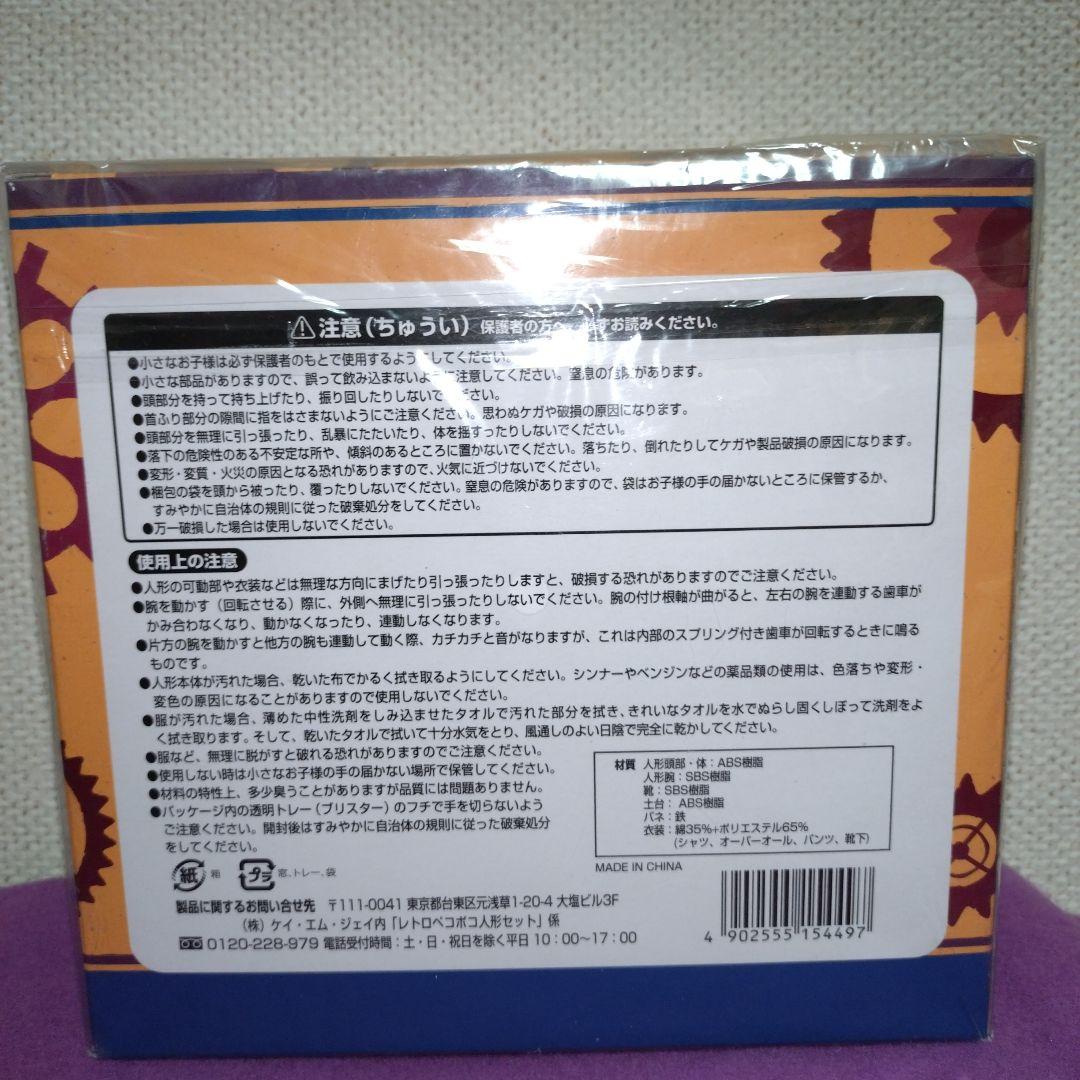 注意(ちゅうい) 保護者の方へ 必ずお読みください。
●小さなお子様は必ず保護者のもとで使用するようにしてください。
●小さな部品がありますので、誤って飲み込まないように注意してください。窒息の危険があります。
●頭部分を持って持ち上げたり、振り回したりしないでください。
●首ふり部分の隙間に指をはさまないようにご注意ください。思わぬケガや破損の原因になります。
●頭部分を無理に引っ張ったり、乱暴にたたいたり、体を揺すったりしないでください。
●落下の危険性のある不安定な所や、傾斜のあるところに置かないでください。落ちたり、倒れたりしてケガや製品破損の原因になります。
●変形・変質・火災の原因となる恐れがありますので、火気に近づけないでください。
●梱包の袋を頭から被ったり、覆ったりしないでください。窒息の危険がありますので、袋はお子様の手の届かないところに保管するか、
すみやかに自治体の規則に従った破棄処分をしてください。
●万一破損した場合は使用しないでください。
使用上の注意
●人形の可動部や衣装などは無理な方向にまげたり引っ張ったりしますと、破損する恐れがありますのでご注意ください。
●腕を動かす(回転させる)際に、外側へ無理に引っ張ったりしないでください。腕の付け根軸が曲がると、左右の腕を連動する歯車が
かみ合わなくなり、動かなくなったり、連動しなくなります。
●片方の腕を動かすと他方の腕も連動して動く際、カチカチと音がなりますが、これは内部のスプリング付き歯車が回転するときに鳴る
ものです。
●人形本体が汚れた場合、乾いた布でかるく拭き取るようにしてください。シンナーやベンジンなどの薬品類の使用は、色落ちや変形・
変色の原因になることがありますので使用しないでください。
●服が汚れた場合、薄めた中性洗剤をしみ込ませたタオルで汚れた部分を拭き、きれいなタオルを水でぬらし固くしぼって洗剤をよ
く拭き取ります。そして、乾いたタオルで拭いて十分水気をとり、風通しのよい日陰で完全に乾かしてください。
●服など、無理に脱がすと破れる恐れがありますのでご注意ください。
●使用しない時は小さなお子様の手の届かない場所で保管してください。
●材料の特性上、多少臭うことがありますが品質には問題ありません。
●パッケージ内の透明トレー(ブリスター)のフチで手を切らないよう
ご注意ください。開封後はすみやかに自治体の規則に従った破棄処分
をしてください。
材質 人形頭部・体:ABS樹脂
人形腕:SBS樹脂
靴:SBS樹脂
土台:ABS樹脂
バネ:鉄
衣装:綿35%+ポリエステル65%
(シャツ、オーバーオール、パンツ、靴下)
MADE IN CHINA
紙 箱 プラ 窓、トレー、袋
製品に関するお問い合せ先 〒111-0041 東京都台東区元浅草1-20-4 大塩ビル3F
(株)ケイ・エム・ジェイ内「レトロペコポコ人形セット」係
0120-228-979 電話受付時間:土・日・祝日を除く平日 10:00~17:00
4 902555 154497